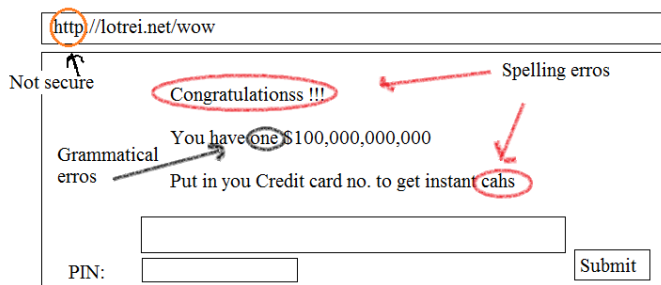 http://lotrei.net/wow
Not secure
Spelling erros
Congratulationss !!!
You have one $100,000,000,000
Grammatical
erros
Put in you Credit card no. to get instant cahs
Submit
PIN: